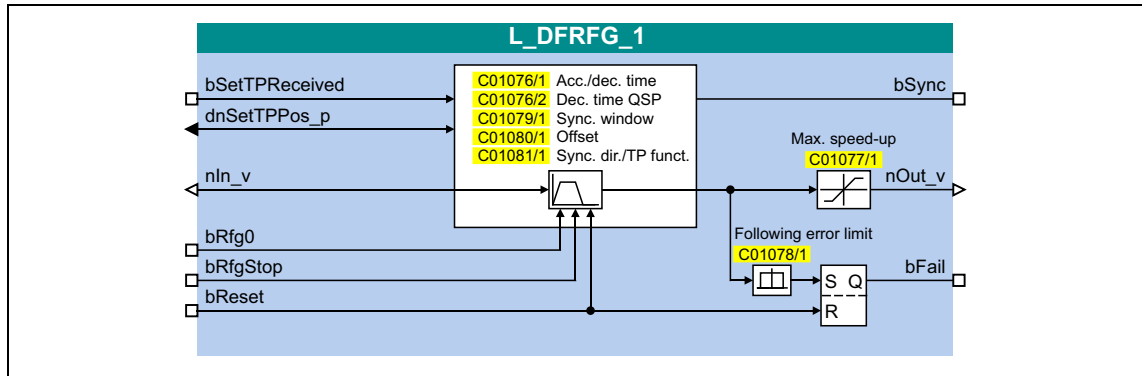 L_DFRFG_1
C01076/1 Acc./dec. time
bSetTPReceived
bSync
C01076/2 Dec. time QSP
dnSetTPPos_p
C01079/1 Sync. window
C01080/1 Offset
C01081/1 Sync. dir./TP funct.
Max. speed-up
C01077/1
nIn_v
nOut_v
bRfg0
Following error limit
C01078/1
bRfgStop
S Q
bFail
bReset
R